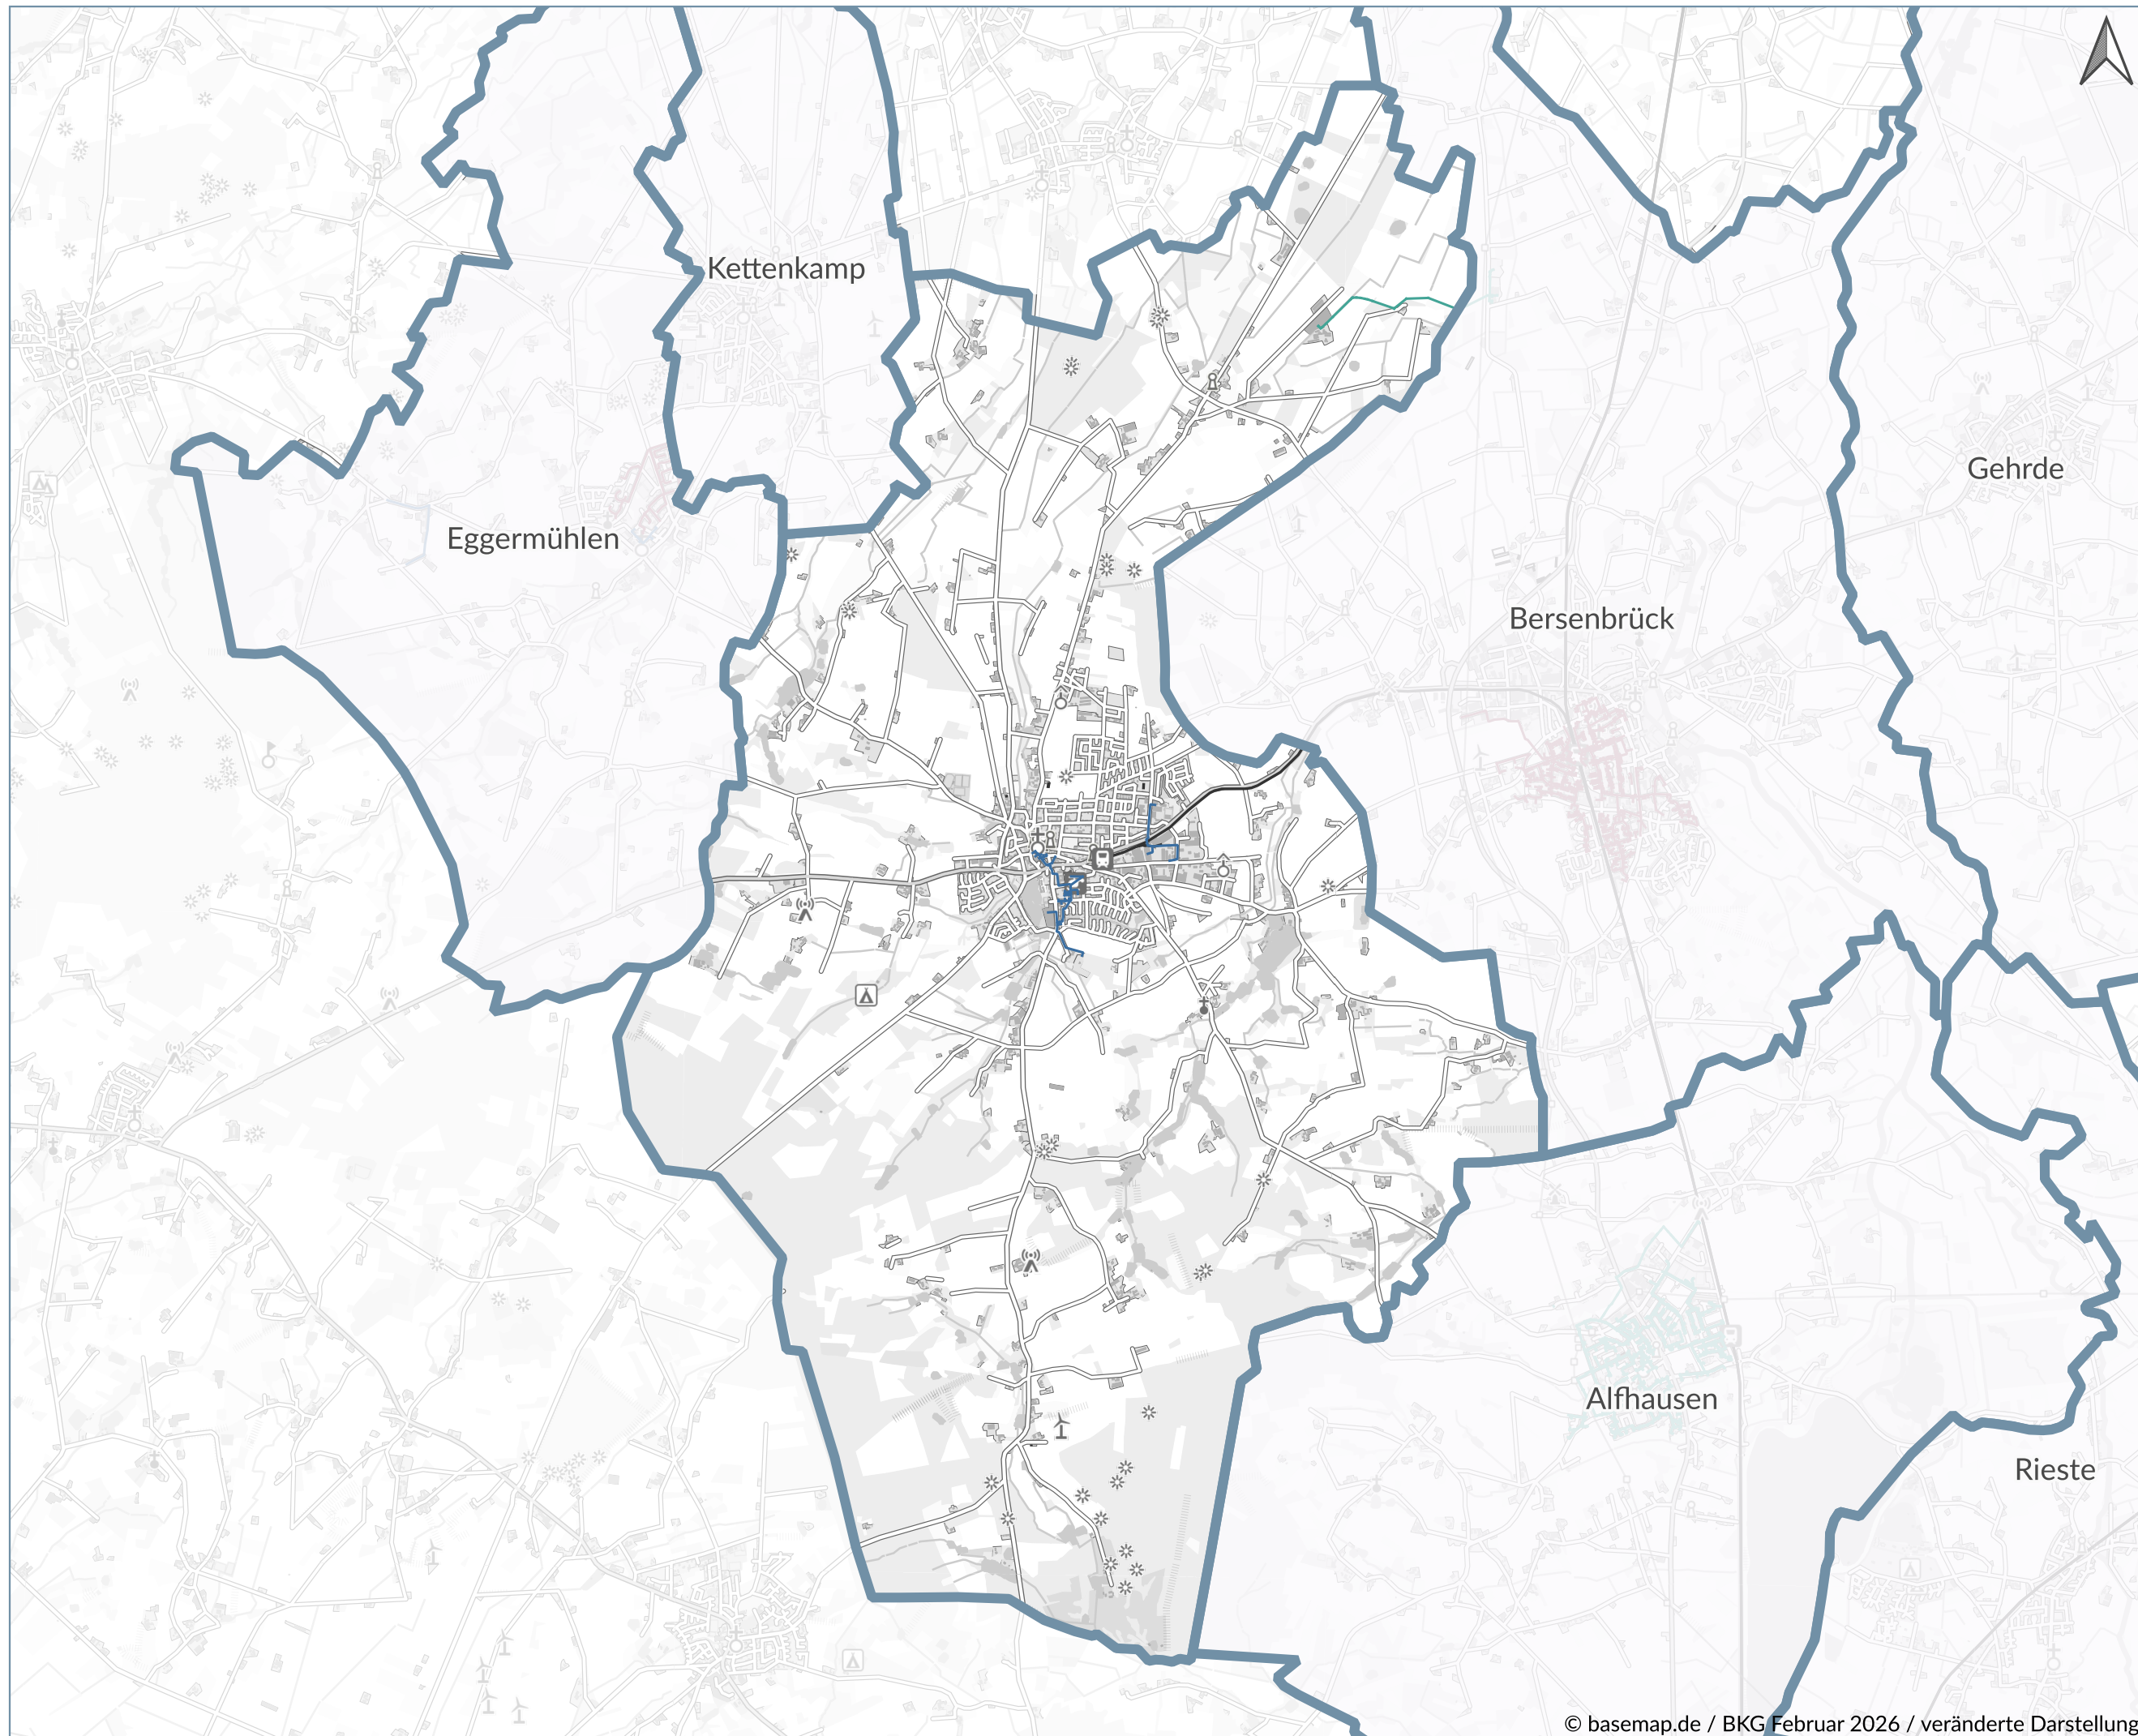 Kettenkamp
Gehrde
Eggermühlen
Bersenbrück
Alfhausen
Rieste
© basemap.de / BKG Februar 2026 / veränderte Darstellung